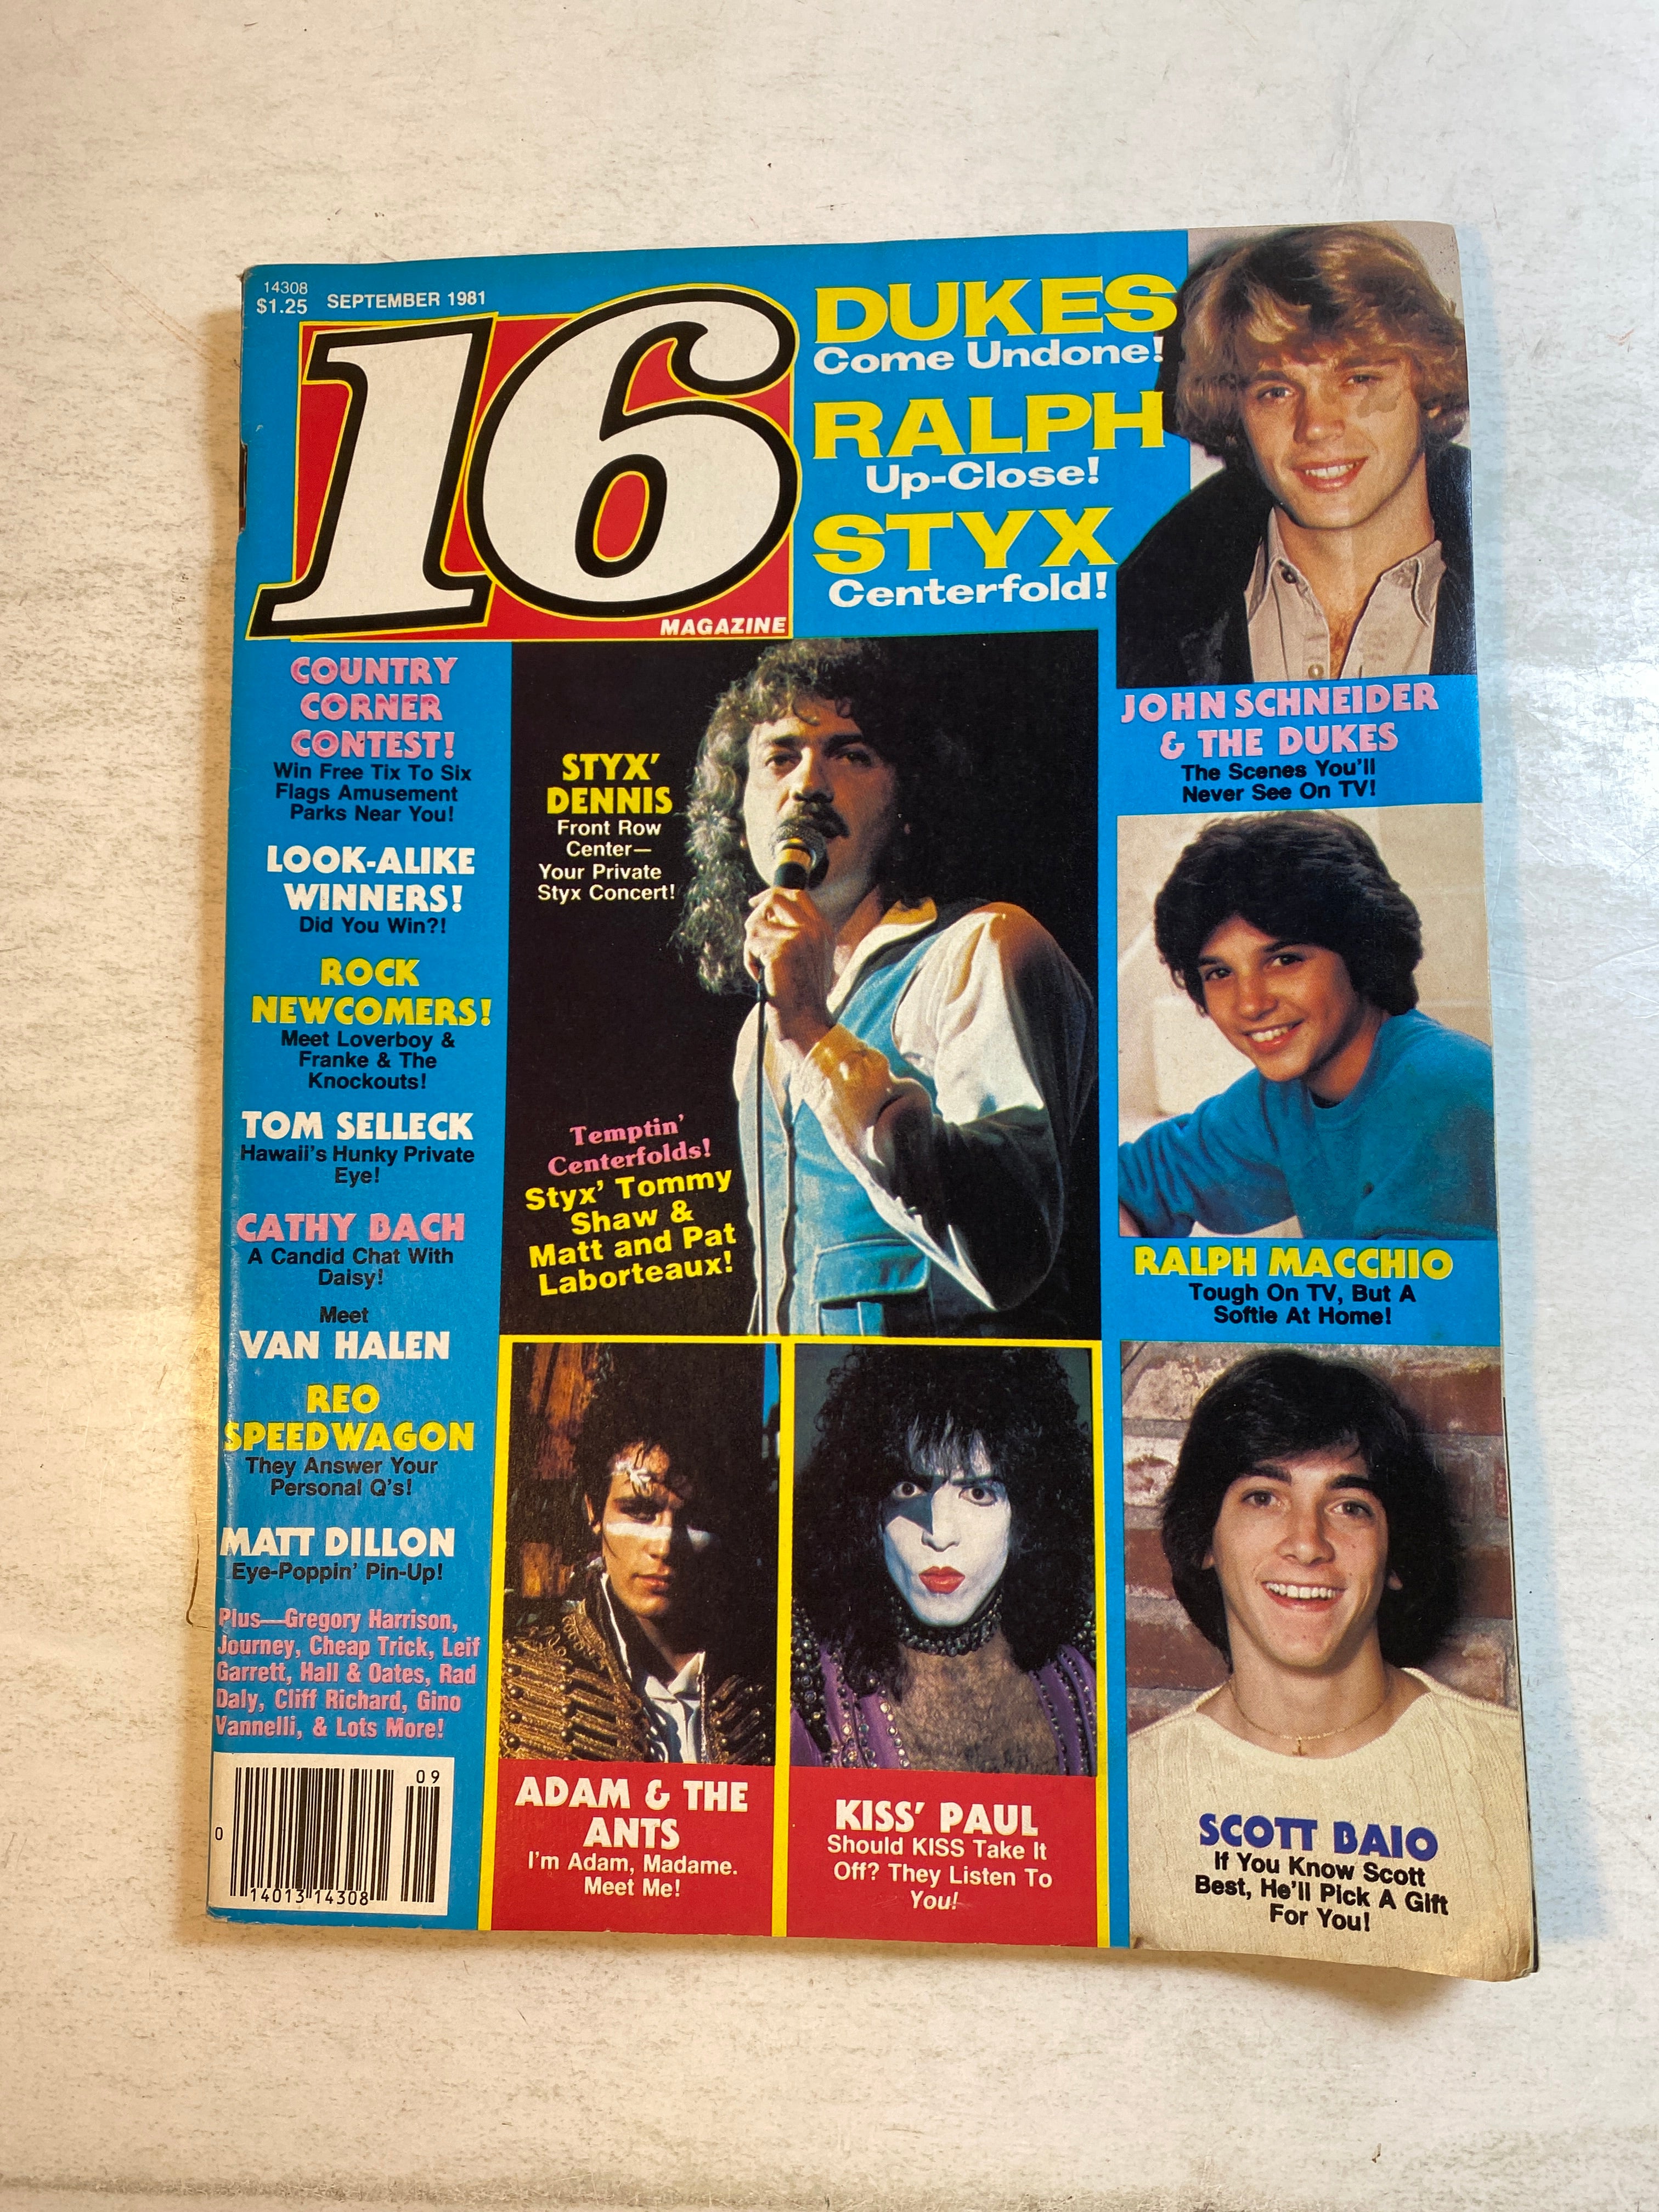 14308
$1.25 SEPTEMBER 1981
16
MAGAZINE
DUKES
Come Undone!
RALPH
Up-Close!
STYX
Centerfold!
COUNTRY
CORNER
CONTEST!
Win Free Tix To Six
Flags Amusement
Parks Near You!
LOOK-ALIKE
WINNERS!
Did You Win?!
ROCK
NEWCOMERS!
Meet Loverboy &
Franke & The
Knockouts!
TOM SELLECK
Hawaii's Hunky Private
Eye!
CATHY BACH
A Candid Chat With
Daisy!
Meet
VAN HALEN
REO
SPEEDWAGON
They Answer Your
Personal Q's!
MATT DILLON
Eye-Poppin' Pin-Up!
Plus—Gregory Harrison,
Journey, Cheap Trick, Leif
Garrett, Hall & Oates, Rad
Daly, Cliff Richard, Gino
Vannelli, & Lots More!
09
0
14013 14308
STYX'
DENNIS
Front Row
Center—
Your Private
Styx Concert!
Temptin'
Centerfolds!
Styx' Tommy
Shaw &
Matt and Pat
Laborteaux!
ADAM & THE
ANTS
I'm Adam, Madame.
Meet Me!
KISS' PAUL
Should KISS Take It
Off? They Listen To
You!
JOHN SCHNEIDER
& THE DUKES
The Scenes You'll
Never See On TV!
RALPH MACCHIO
Tough On TV, But A
Softie At Home!
SCOTT BAIO
If You Know Scott
Best, He'll Pick A Gift
For You!